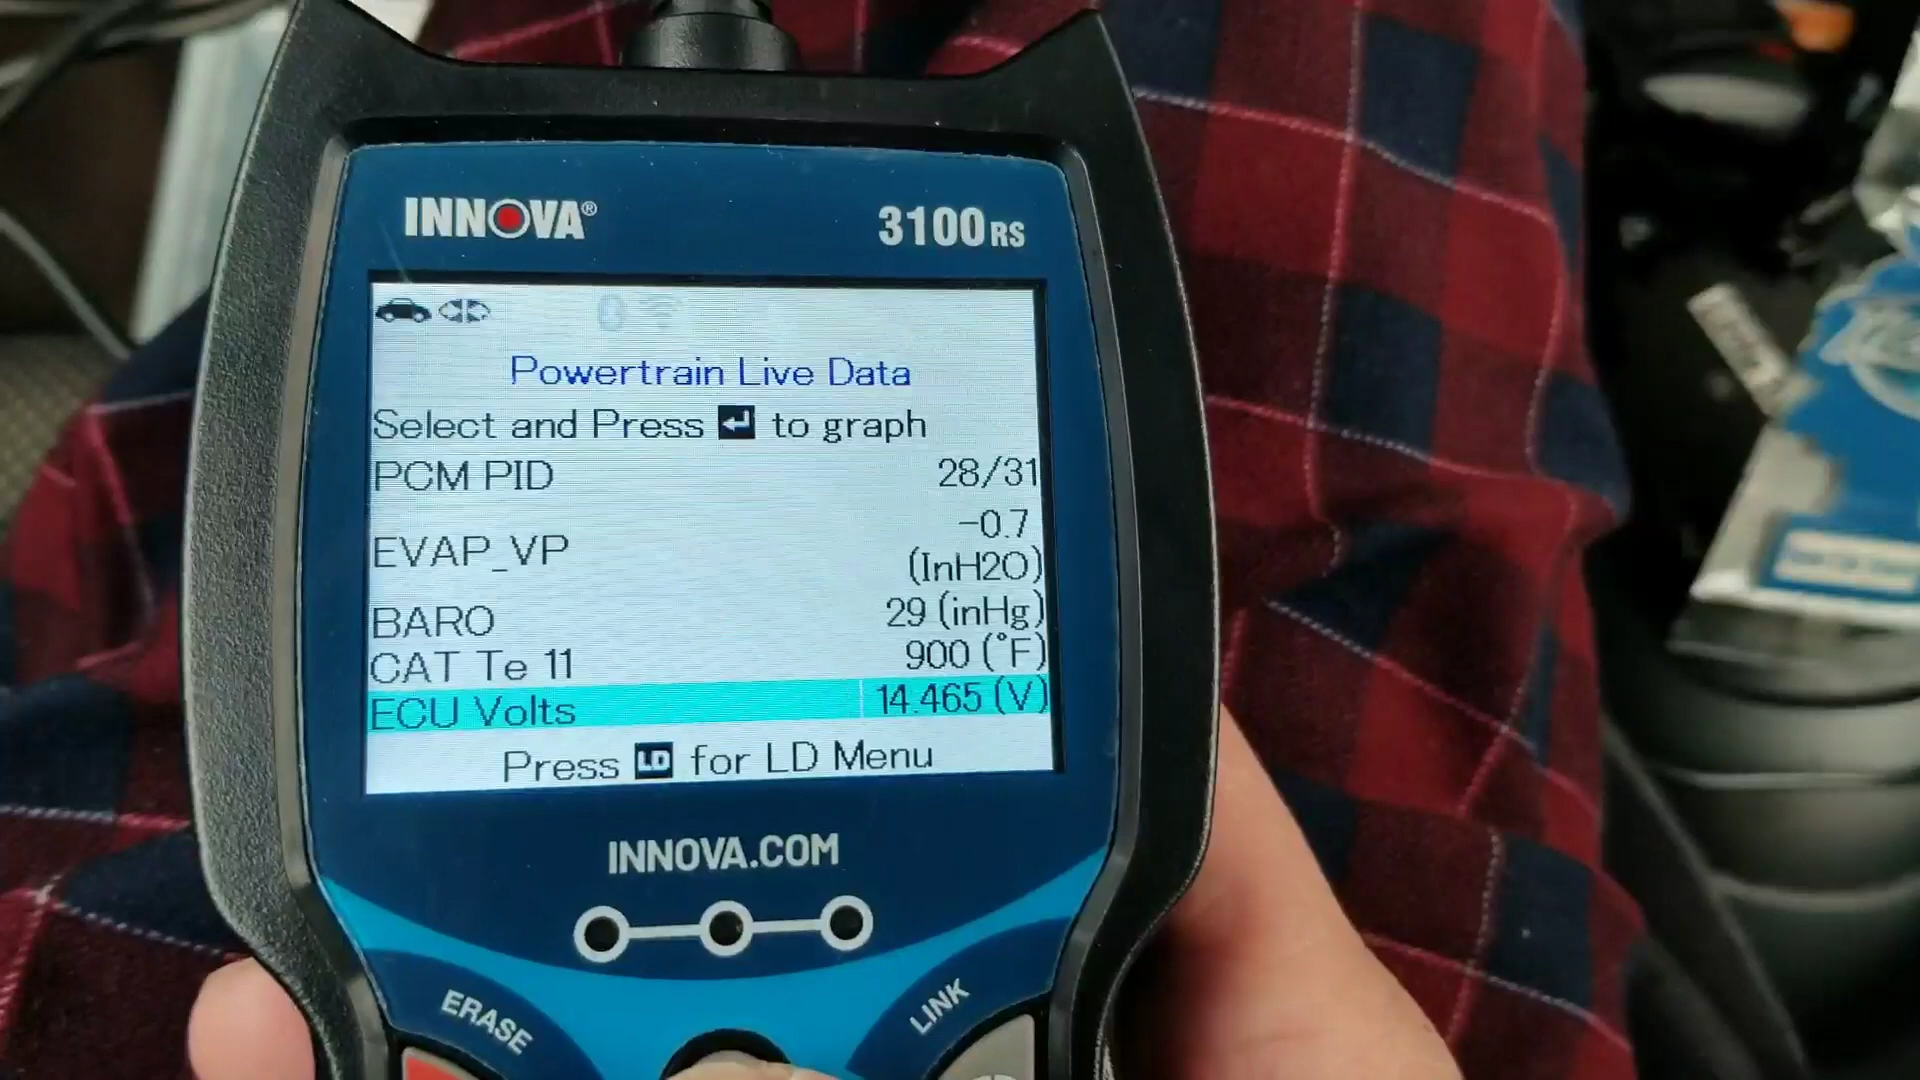 INNOVA®
3100RS
Powertrain Live Data
Select and Press to graph
PCM PID 28/31
EVAP_VP -0.7 (InH2O)
BARO 29 (inHg)
CAT Te 11 900 (°F)
ECU Volts 14.465 (V)
Press LD for LD Menu
INNOVA.COM
ERASE
LINK